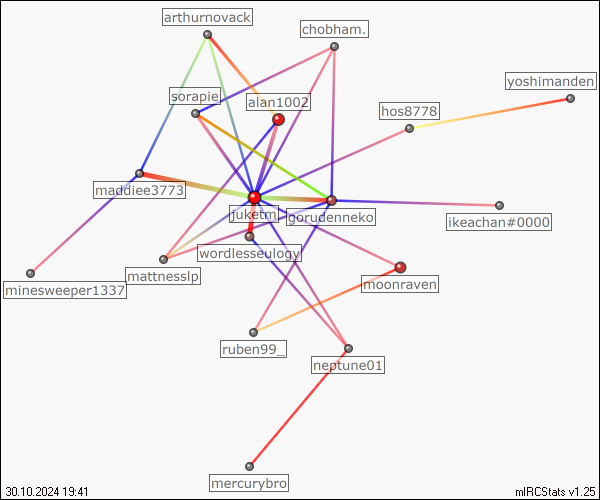 arthurnovack
chobham.
yoshimanden
sorapie
alan1002
hos8778
maddiee3773
juketm.
gorudenneko
ikeachan#0000
wordlesseulogy
mattnesslp
moonraven
minesweeper1337
ruben99_
neptune01
mercurybro
30.10.2024 19:41
mIRCStats v1.25